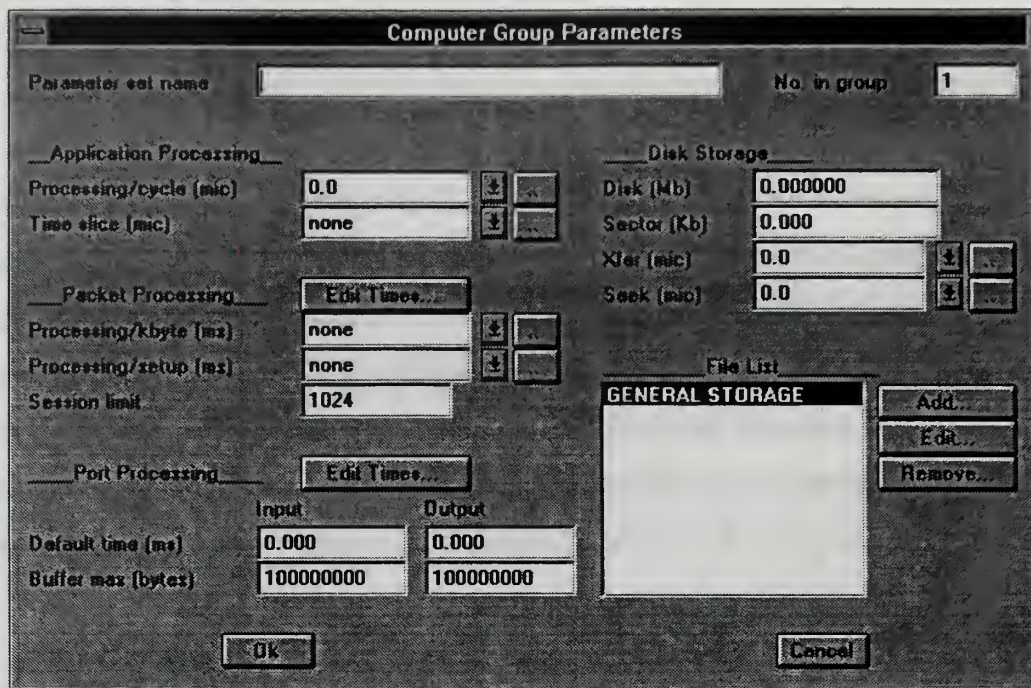 Computer Group Parameters
Parameter set name
No. in group 1
Application Processing
Processing/cycle (mic) 0.0 ..
Time slice (mic) none ..
Packet Processing Edit Times...
Processing/kbyte (ms) none ..
Processing/setup (ms) none ..
Session limit 1024
Port Processing Edit Times...
Input Output
Default time (ms) 0.000 0.000
Buffer max (bytes) 100000000 100000000
Disk Storage
Disk (Mb) 0.000000
Sector (Kb) 0.000
Xfer (mic) 0.0 ..
Seek (mic) 0.0 ..
File List
GENERAL STORAGE
Add...
Edit...
Remove...
Ok
Cancel